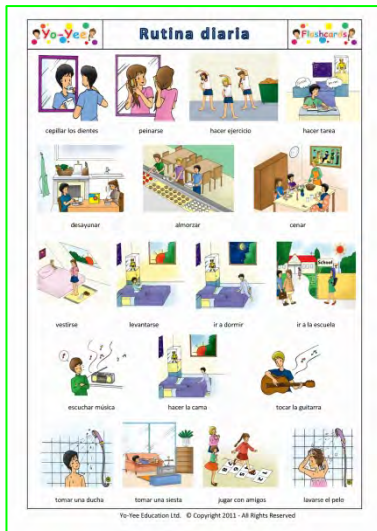 Yo-Yee
Rutina diaria
Flashcards
cepillar los dientes
peinarse
hacer ejercicio
hacer tarea
desayunar
almorzar
cenar
vestirse
levantarse
ir a dormir
School
ir a la escuela
escuchar música
hacer la cama
tocar la guitarra
tomar una ducha
tomar una siesta
jugar con amigos
lavarse el pelo
Yo-Yee Education Ltd. © Copyright 2011 - All Rights Reserved